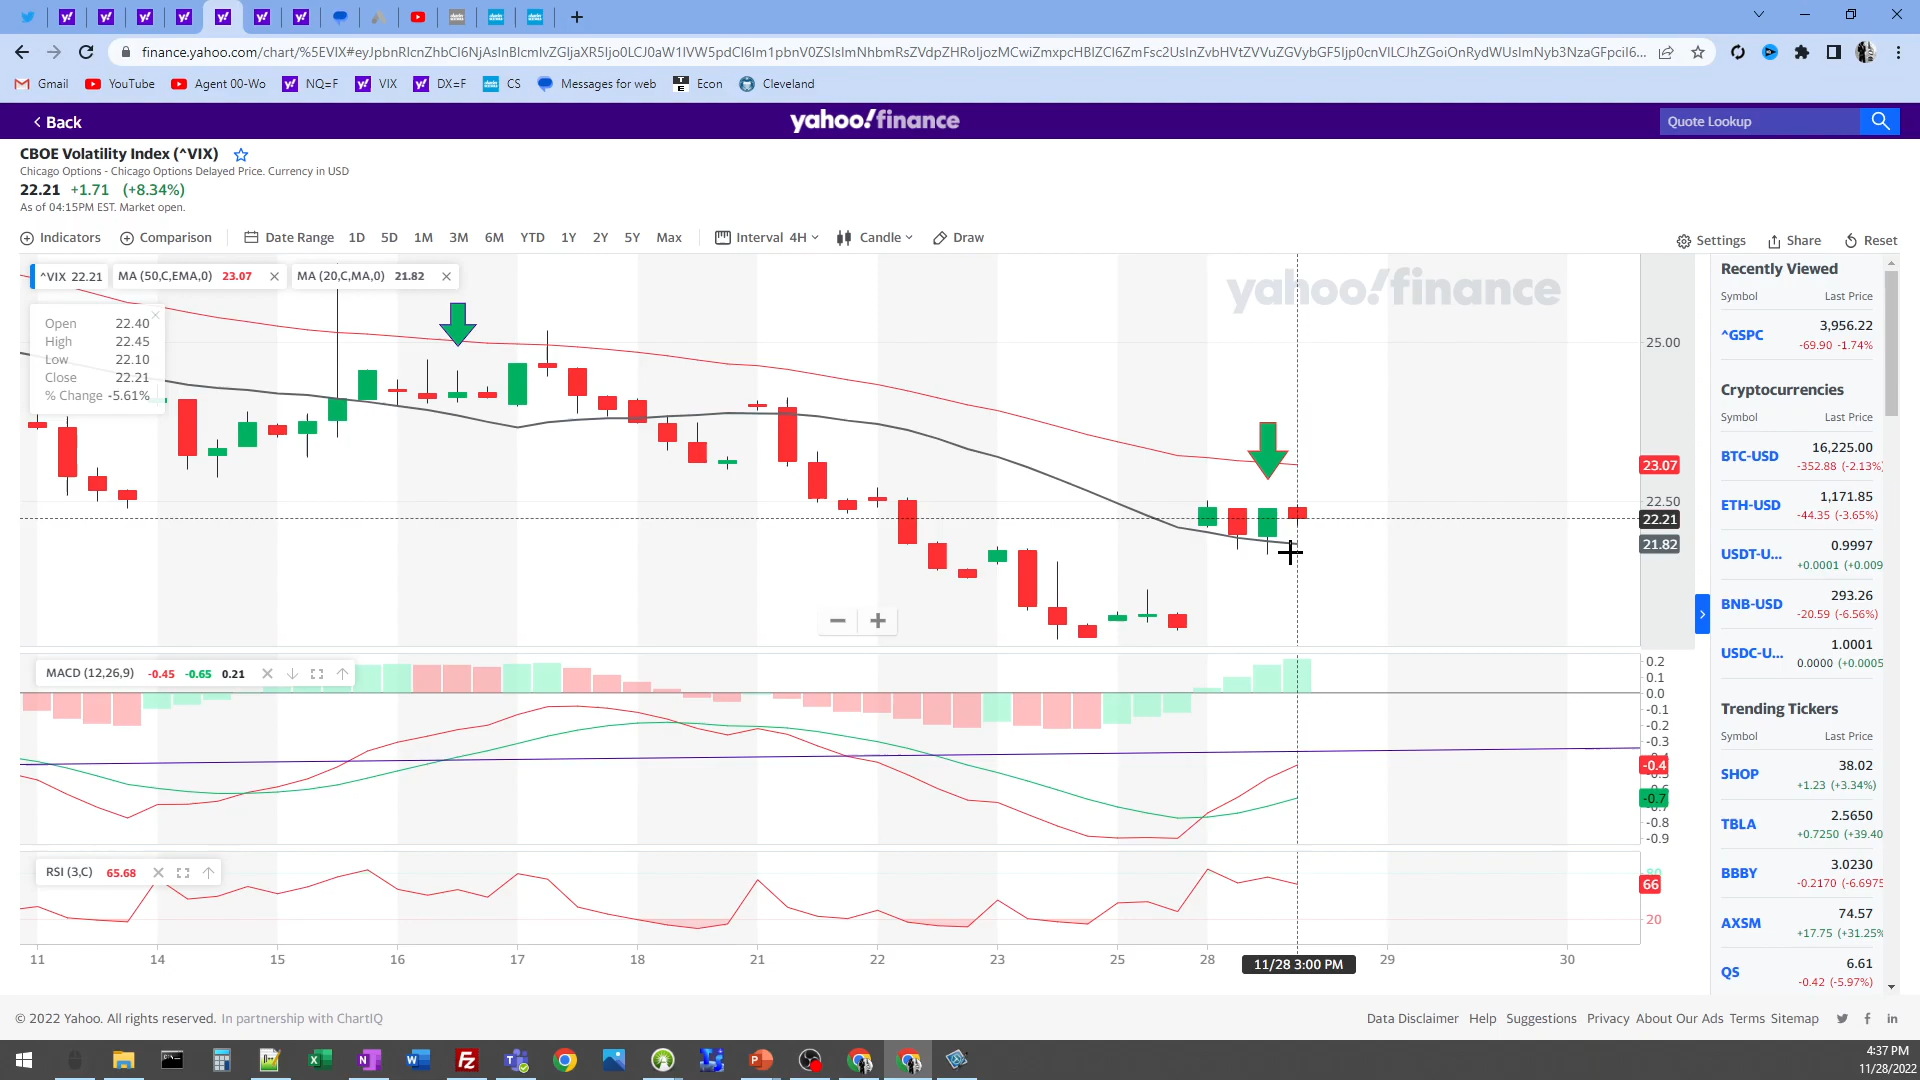 finance.yahoo.com/chart/%5EVIX#eyJpbnRlcnZhbCI6NjAsInBlcmlvZGljaXR5Ijo0LCJ0aW1lVW5pdCI6Im1pbnV0ZSIsImNhbmRsZVdpZHRoIjozMCwiZmxpcHBlZCI6ZmFsc2UsInZvbHVtZVVuZGVybGF5Ijp0cnVlLCJhZGoiOnRydWUsImNyb3NzaGFpciI6...
Gmail YouTube Agent 00-Wo NQ=F VIX DX=F CS Messages for web Econ Cleveland
Back
yahoo!finance
Quote Lookup
CBOE Volatility Index (^VIX)
Chicago Options - Chicago Options Delayed Price. Currency in USD
22.21 +1.71 (+8.34%)
As of 04:15PM EST. Market open.
Indicators Comparison Date Range 1D 5D 1M 3M 6M YTD 1Y 2Y 5Y Max Interval 4H Candle Draw
Settings Share Reset
^VIX 22.21 MA (50,C,EMA,0) 23.07 MA (20,C,MA,0) 21.82
yahoo!finance
Open 22.40
High 22.45
Low 22.10
Close 22.21
% Change -5.61%
25.00
23.07
22.50
22.21
21.82
MACD (12,26,9) -0.45 -0.65 0.21
0.2
0.1
0.0
-0.1
-0.2
-0.3
-0.4
-0.7
-0.8
-0.9
RSI (3,C) 65.68
80
66
20
11 14 15 16 17 18 21 22 23 25 28 11/28 3:00 PM 29 30
Recently Viewed
Symbol Last Price
^GSPC 3,956.22
-69.90 -1.74%
Cryptocurrencies
Symbol Last Price
BTC-USD 16,225.00
-352.88 (-2.13%)
ETH-USD 1,171.85
-44.35 (-3.65%)
USDT-U... 0.9997
+0.0001 (+0.009
BNB-USD 293.26
-20.59 (-6.56%)
USDC-U... 1.0001
0.0000 (+0.0005
Trending Tickers
Symbol Last Price
SHOP 38.02
+1.23 (+3.34%)
TBLA 2.5650
+0.7250 (+39.40
BBBY 3.0230
-0.2170 (-6.6975
AXSM 74.57
+17.75 (+31.25%
QS 6.61
-0.42 (-5.97%)
© 2022 Yahoo. All rights reserved. In partnership with ChartIQ
Data Disclaimer Help Suggestions Privacy About Our Ads Terms Sitemap
4:37 PM
11/28/2022